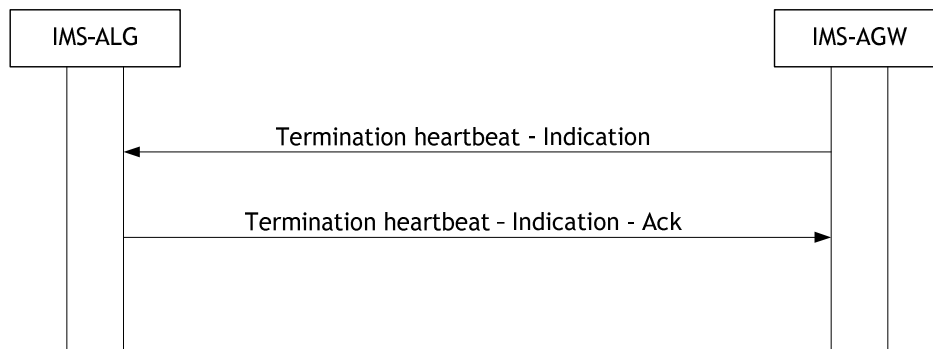 IMS-ALG
IMS-AGW
Termination heartbeat - Indication
Termination heartbeat – Indication - Ack